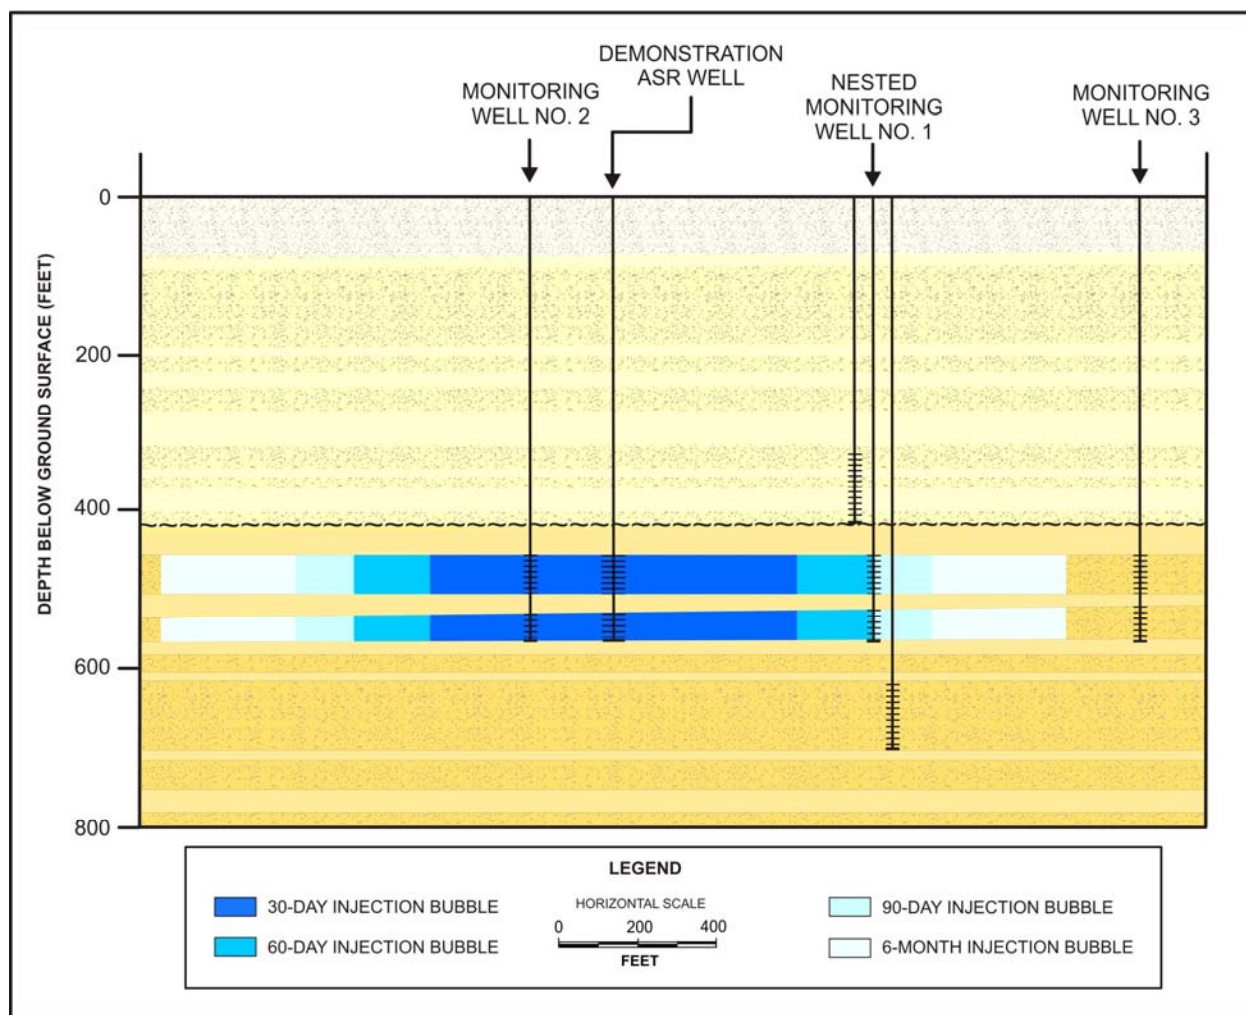 DEMONSTRATION
ASR WELL
MONITORING
WELL NO. 2
NESTED
MONITORING
WELL NO. 1
MONITORING
WELL NO. 3
DEPTH BELOW GROUND SURFACE (FEET)
0
200
400
600
800
LEGEND
30-DAY INJECTION BUBBLE
60-DAY INJECTION BUBBLE
HORIZONTAL SCALE
0 200 400
FEET
90-DAY INJECTION BUBBLE
6-MONTH INJECTION BUBBLE